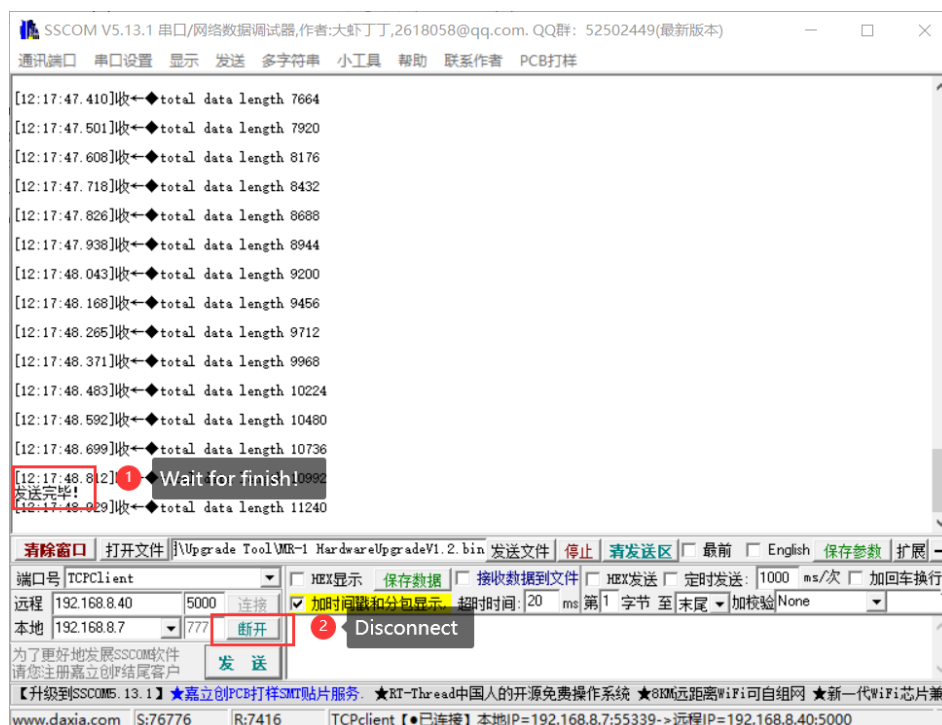 SSCOM V5.13.1 串口/网络数据调试器,作者:大虾丁丁,2618058@qq.com. QQ群: 52502449(最新版本)
通讯端口 串口设置 显示 发送 多字符串 小工具 帮助 联系作者 PCB打样
[12:17:47.410]收←◆total data length 7664
[12:17:47.501]收←◆total data length 7920
[12:17:47.608]收←◆total data length 8176
[12:17:47.718]收←◆total data length 8432
[12:17:47.826]收←◆total data length 8688
[12:17:47.938]收←◆total data length 8944
[12:17:48.043]收←◆total data length 9200
[12:17:48.168]收←◆total data length 9456
[12:17:48.265]收←◆total data length 9712
[12:17:48.371]收←◆total data length 9968
[12:17:48.483]收←◆total data length 10224
[12:17:48.592]收←◆total data length 10480
[12:17:48.699]收←◆total data length 10736
[12:17:48.812] 1 Wait for finish! 10992
发送完毕!
[12:17:48.929]收←◆total data length 11240
清除窗口 打开文件 \Upgrade Tool\MR-1 HardwareUpgradeV1.2.bin 发送文件 停止 清发送区 最前 English 保存参数 扩展
端口号 TCPClient HEX显示 保存数据 接收数据到文件 HEX发送 定时发送: 1000 ms/次 加回车换行
远程 192.168.8.40 5000 连接 加时间戳和分包显示, 超时时间: 20 ms 第 1 字节 至 末尾 加校验 None
本地 192.168.8.7 777 断开 2 Disconnect
为了更好地发展SSCOM软件
请您注册嘉立创F结尾客户
发 送
【升级到SSCOM5.13.1】★嘉立创PCB打样SMT贴片服务. ★RT-Thread中国人的开源免费操作系统 ★8KM远距离WiFi可自组网 ★新一代WiFi芯片兼
www.daxia.com S:76776 R:7416 TCPclient【●已连接】本地IP=192.168.8.7:55339->远程IP=192.168.8.40:5000